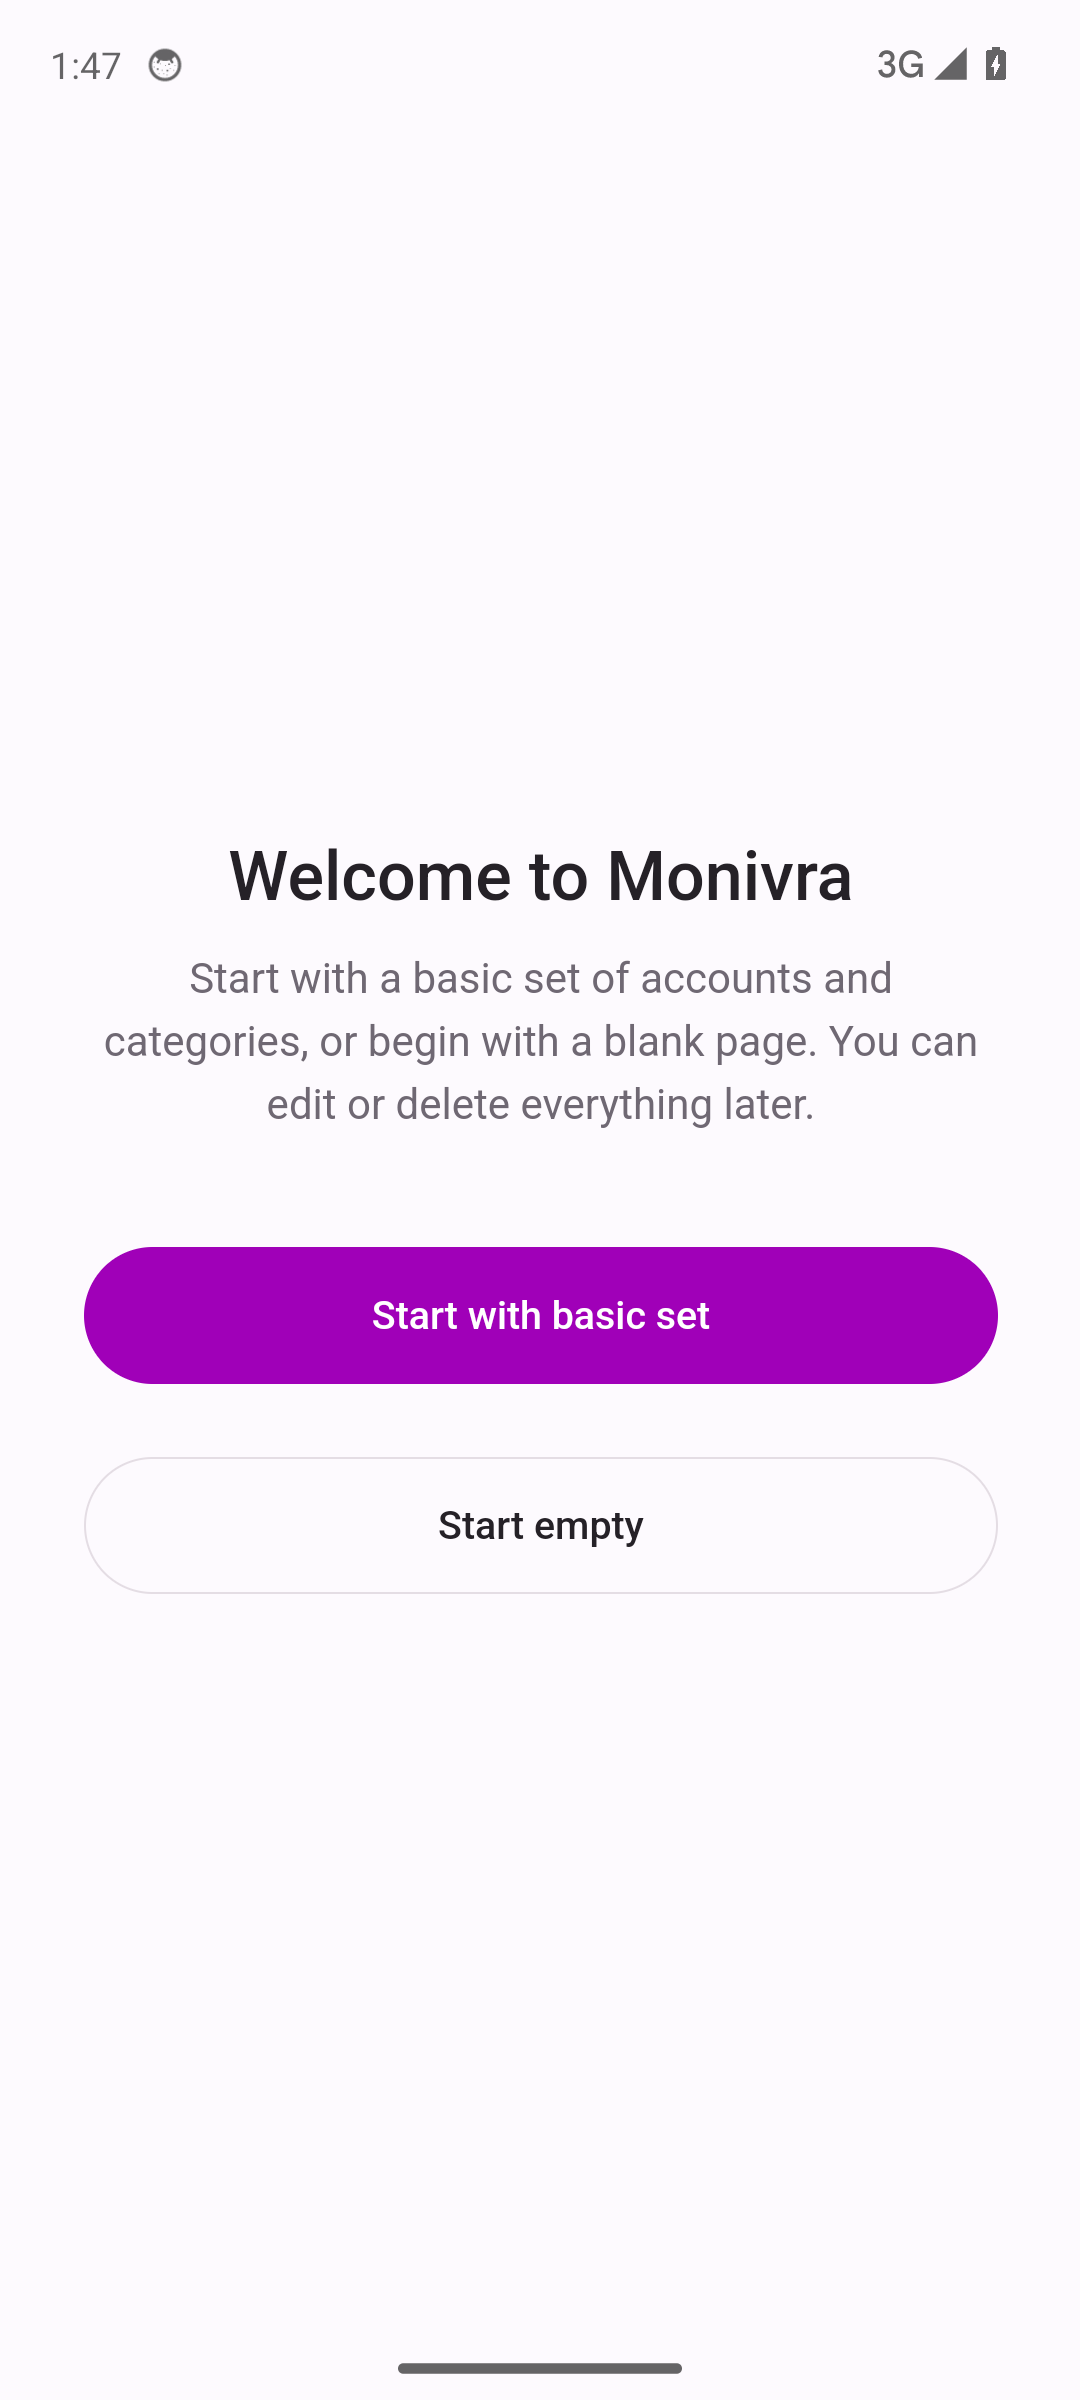 1:47
3G
Welcome to Monivra
Start with a basic set of accounts and
categories, or begin with a blank page. You can
edit or delete everything later.
Start with basic set
Start empty